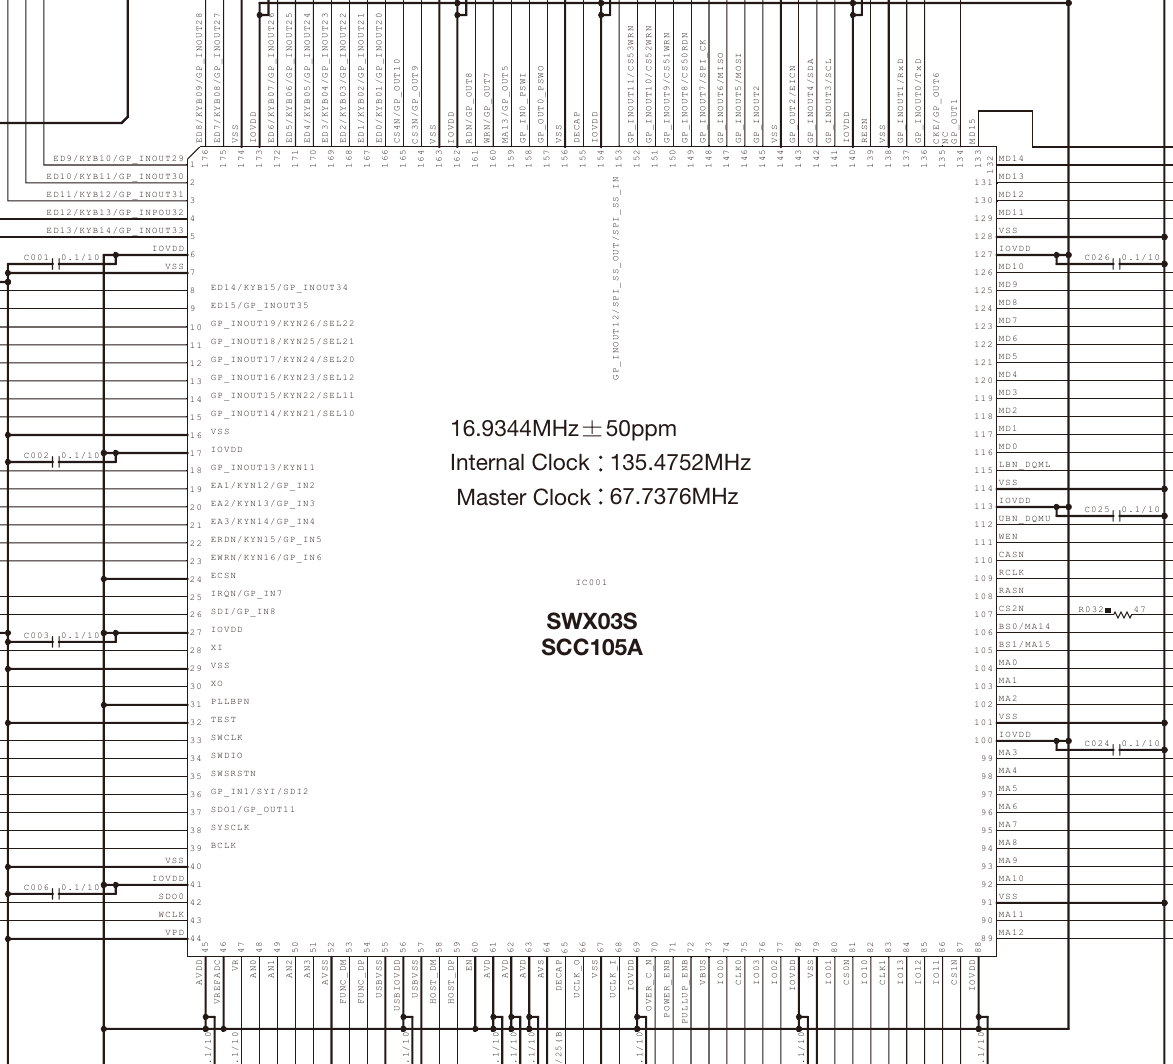 ED8/KYB09/GP_INOUT28
ED7/KYB08/GP_INOUT27
VSS
IOVDD
ED6/KYB07/GP_INOUT26
ED5/KYB06/GP_INOUT25
ED4/KYB05/GP_INOUT24
ED3/KYB04/GP_INOUT23
ED2/KYB03/GP_INOUT22
ED1/KYB02/GP_INOUT21
ED0/KYB01/GP_INOUT20
CS4N/GP_OUT10
CS3N/GP_OUT9
VSS
IOVDD
RDN/GP_OUT8
WRN/GP_OUT7
MA13/GP_OUT5
GP_IN0_PSWI
GP_OUT0_PSWO
VSS
DECAP
IOVDD
GP_INOUT11/CS53WRN
GP_INOUT10/CS52WRN
GP_INOUT9/CS51WRN
GP_INOUT8/CS50RDN
GP_INOUT7/SPI_CK
GP_INOUT6/MISO
GP_INOUT5/MOSI
GP_INOUT2
VSS
GP_OUT2/EICN
GP_INOUT4/SDA
GP_INOUT3/SCL
IOVDD
RESN
VSS
GP_INOUT1/RxD
GP_INOUT0/TxD
CKE/GP_OUT6
NC
GP_OUT1
MD15
176 175 174 173 172 171 170 169 168 167 166 165 164 163 162 161 160 159 158 157 156 155 154 153 152 151 150 149 148 147 146 145 144 143 142 141 140 139 138 137 136 135 134 133
GP_INOUT12/SPI_SS_OUT/SPI_SS_IN
ED9/KYB10/GP_INOUT29 1
ED10/KYB11/GP_INOUT30 2
ED11/KYB12/GP_INOUT31 3
ED12/KYB13/GP_INPOU32 4
ED13/KYB14/GP_INOUT33 5
IOVDD 6
C001 0.1/10
VSS 7
8 ED14/KYB15/GP_INOUT34
9 ED15/GP_INOUT35
10 GP_INOUT19/KYN26/SEL22
11 GP_INOUT18/KYN25/SEL21
12 GP_INOUT17/KYN24/SEL20
13 GP_INOUT16/KYN23/SEL12
14 GP_INOUT15/KYN22/SEL11
15 GP_INOUT14/KYN21/SEL10
16 VSS
17 IOVDD
C002 0.1/10
18 GP_INOUT13/KYN11
19 EA1/KYN12/GP_IN2
20 EA2/KYN13/GP_IN3
21 EA3/KYN14/GP_IN4
22 ERDN/KYN15/GP_IN5
23 EWRN/KYN16/GP_IN6
24 ECSN
25 IRQN/GP_IN7
26 SDI/GP_IN8
27 IOVDD
C003 0.1/10
28 XI
29 VSS
30 XO
31 PLLBPN
32 TEST
33 SWCLK
34 SWDIO
35 SWSRSTN
36 GP_IN1/SYI/SDI2
37 SDO1/GP_OUT11
38 SYSCLK
39 BCLK
VSS 40
IOVDD 41
C006 0.1/10
SDO0 42
WCLK 43
VPD 44
16.9344MHz±50ppm
Internal Clock : 135.4752MHz
Master Clock : 67.7376MHz
IC001
SWX03S
SCC105A
132 MD14
131 MD13
130 MD12
129 MD11
128 VSS
127 IOVDD
C026 0.1/10
126 MD10
125 MD9
124 MD8
123 MD7
122 MD6
121 MD5
120 MD4
119 MD3
118 MD2
117 MD1
116 MD0
115 LBN_DQML
114 VSS
113 IOVDD
C025 0.1/10
112 UBN_DQMU
111 WEN
110 CASN
109 RCLK
108 RASN
107 CS2N
R032 47
106 BS0/MA14
105 BS1/MA15
104 MA0
103 MA1
102 MA2
101 VSS
100 IOVDD
C024 0.1/10
99 MA3
98 MA4
97 MA5
96 MA6
95 MA7
94 MA8
93 MA9
92 MA10
91 VSS
90 MA11
89 MA12
45 46 47 48 49 50 51 52 53 54 55 56 57 58 59 60 61 62 63 64 65 66 67 68 69 70 71 72 73 74 75 76 77 78 79 80 81 82 83 84 85 86 87 88
AVDD
VREFADC
VR
AN0
AN1
AN2
AN3
AVSS
FUNC_DM
FUNC_DP
USBVSS
USBIOVDD
USBVSS
HOST_DM
HOST_DP
EN
AVD
AVD
AVD
AVS
DECAP
UCLK_O
VSS
UCLK_I
IOVDD
OVER_C_N
POWER_ENB
PULLUP_ENB
VBUS
IO00
CLK0
IO03
IO02
IOVDD
VSS
IO01
CS0N
IO10
CLK1
IO13
IO12
IO11
CS1N
IOVDD
.1/10
.1/10
.1/10
.1/10
/25(B
.1/10
.1/10
.1/10